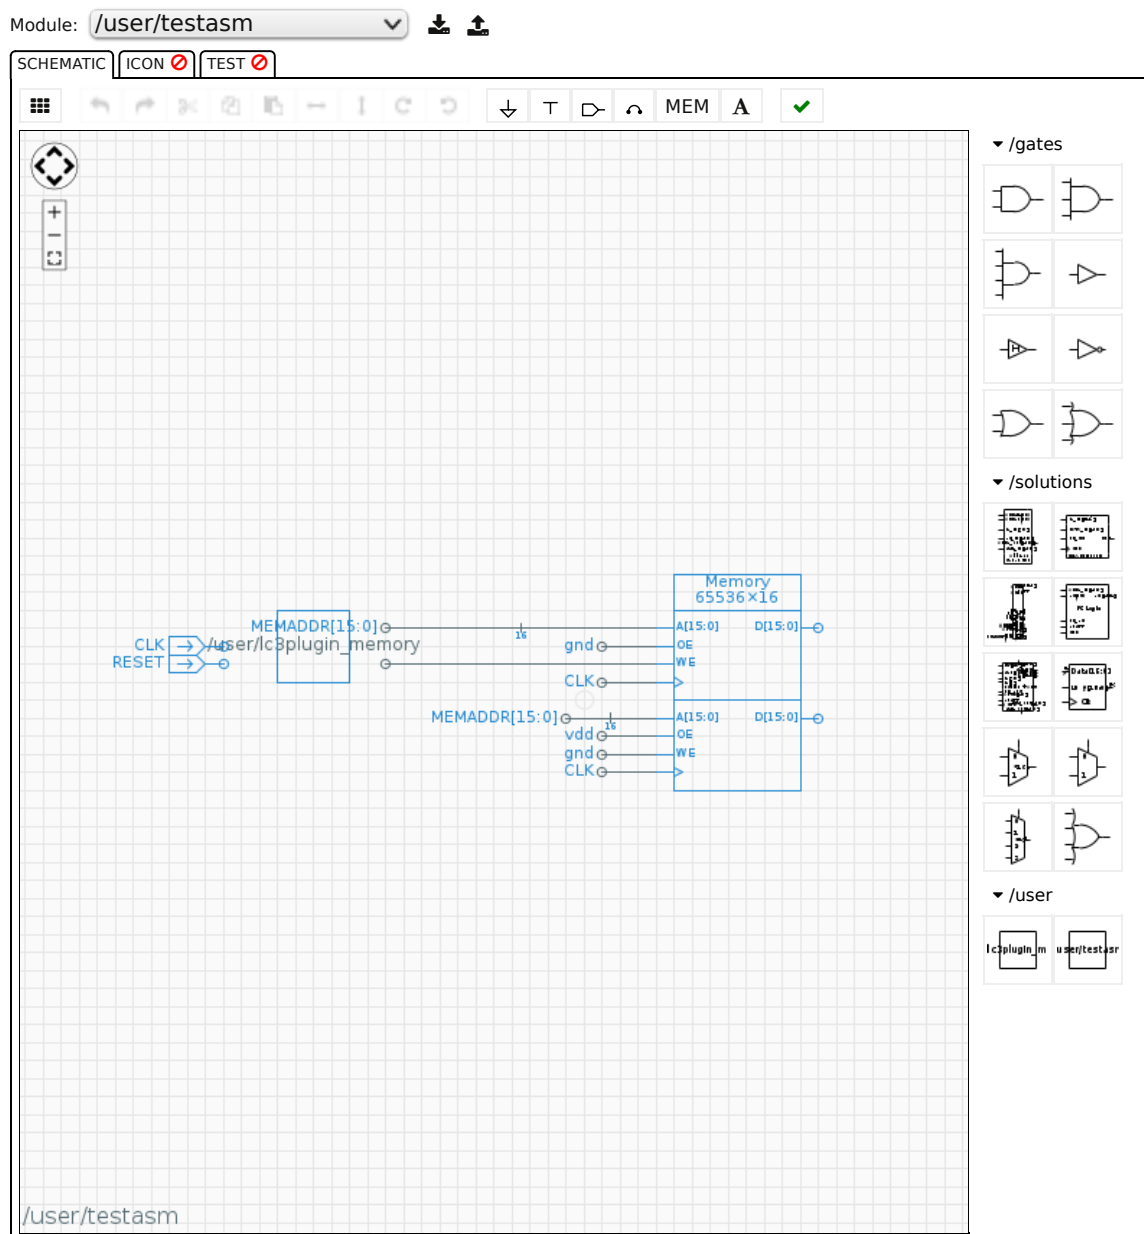 Module: /user/testasm
SCHEMATIC ICON TEST
MEM A
/gates
/solutions
/user
Memory
65536×16
MEMADDR[15:0]
16
A[15:0] D[15:0]
CLK
/user/lc3plugin_memory
gnd
OE
RESET
WE
CLK
MEMADDR[15:0]
16
A[15:0] D[15:0]
vdd
OE
gnd
WE
CLK
lc3plugin_m
user/testasr
/user/testasm